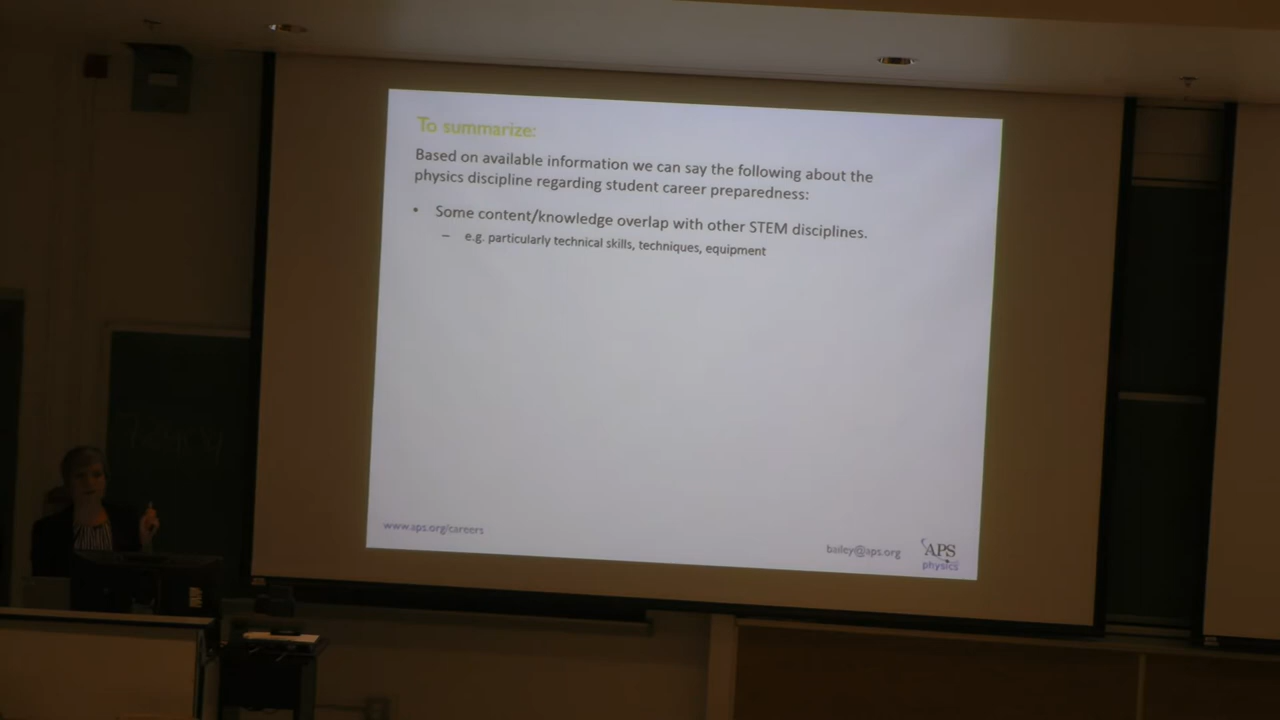 To summarize:
Based on available information we can say the following about the
physics discipline regarding student career preparedness:
• Some content/knowledge overlap with other STEM disciplines.
– e.g. particularly technical skills, techniques, equipment
www.aps.org/careers
bailey@aps.org
APS
physics